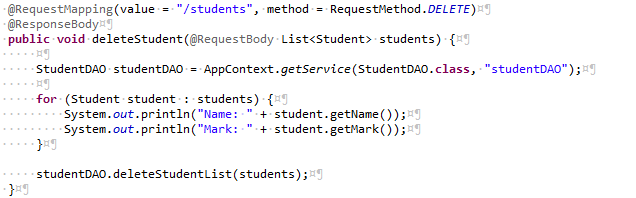 @RequestMapping(value = "/students", method = RequestMethod.DELETE)¤¶
@ResponseBody¤¶
public void deleteStudent(@RequestBody List<Student> students) {¤¶
¤¶
StudentDAO studentDAO = AppContext.getService(StudentDAO.class, "studentDAO");¤¶
¤¶
for (Student student : students) {¤¶
System.out.println("Name: " + student.getName());¤¶
System.out.println("Mark: " + student.getMark());¤¶
}¤¶
¤¶
studentDAO.deleteStudentList(students);¤¶
}¤¶